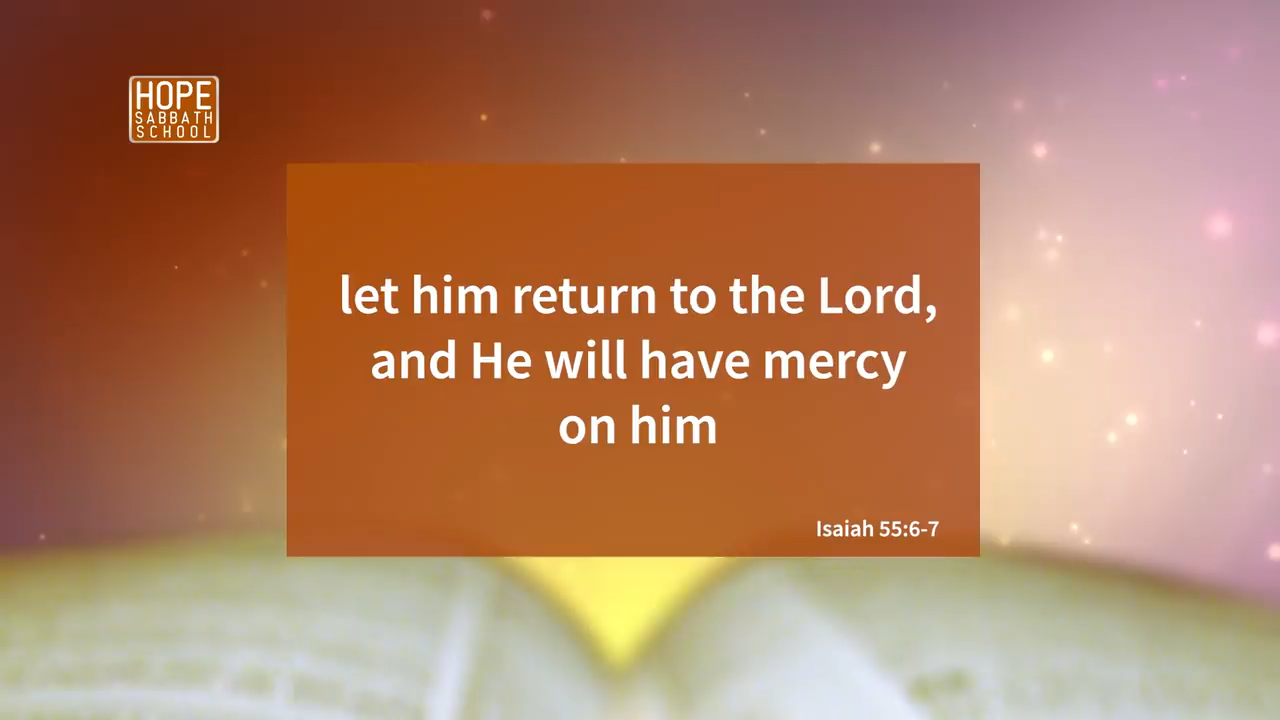 HOPE
SABBATH
SCHOOL
let him return to the Lord,
and He will have mercy
on him
Isaiah 55:6-7